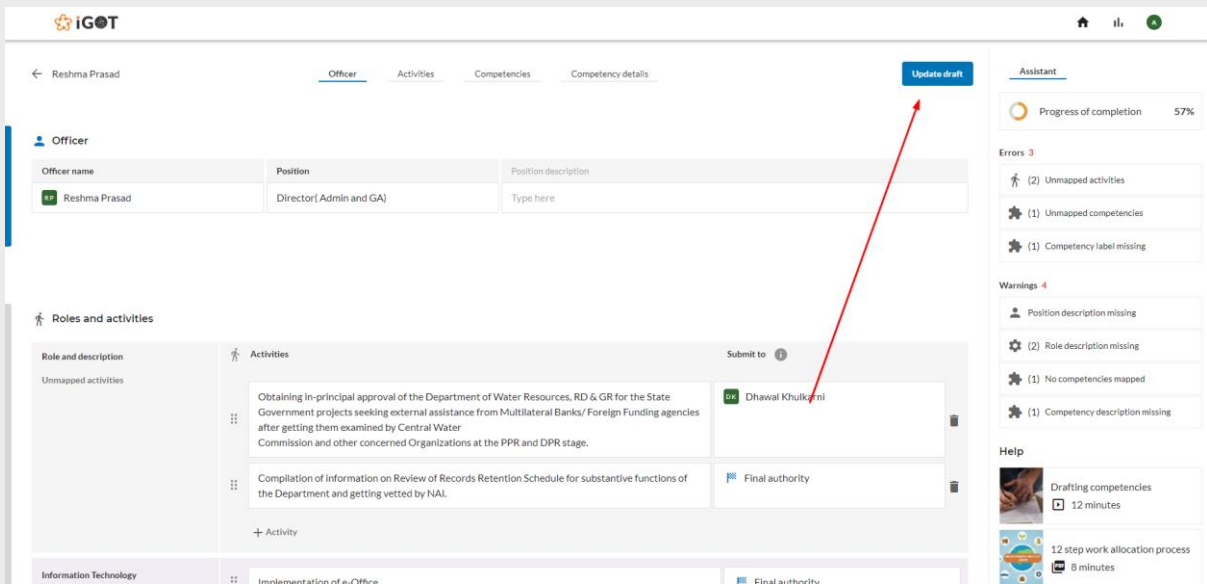 iGOT
A
Reshma Prasad
Officer
Activities
Competencies
Competency details
Update draft
Officer
Officer name
Position
Position description
RP Reshma Prasad
Director( Admin and GA)
Type here
Roles and activities
Role and description
Activities
Submit to
Unmapped activities
Obtaining in-principal approval of the Department of Water Resources, RD & GR for the State
Government projects seeking external assistance from Multilateral Banks/ Foreign Funding agencies
after getting them examined by Central Water
Commission and other concerned Organizations at the PPR and DPR stage.
DK Dhawal Khulkarni
Compilation of information on Review of Records Retention Schedule for substantive functions of
the Department and getting vetted by NAI.
Final authority
+ Activity
Information Technology
Implementation of e-Office
Final authority
Assistant
Progress of completion 57%
Errors 3
(2) Unmapped activities
(1) Unmapped competencies
(1) Competency label missing
Warnings 4
Position description missing
(2) Role description missing
(1) No competencies mapped
(1) Competency description missing
Help
Drafting competencies
12 minutes
12 step work allocation process
PDF 8 minutes